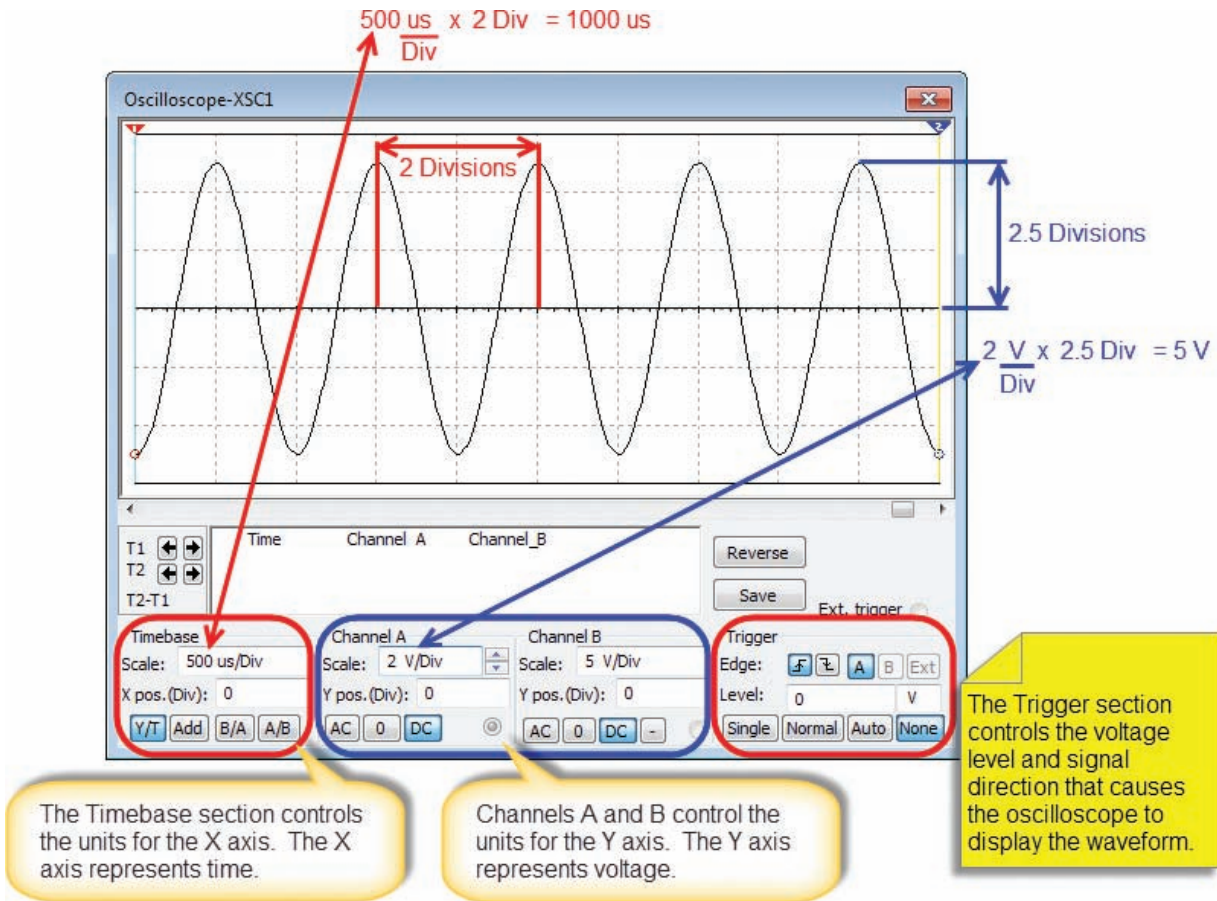 500 us x 2 Div = 1000 us
Div
Oscilloscope-XSC1
1
2
2 Divisions
2.5 Divisions
2 V x 2.5 Div = 5 V
Div
T1
T2
T2-T1
Time Channel A Channel_B
Reverse
Save
Ext. trigger
Timebase
Scale: 500 us/Div
X pos.(Div): 0
Y/T Add B/A A/B
Channel A
Scale: 2 V/Div
Y pos.(Div): 0
AC 0 DC
Channel B
Scale: 5 V/Div
Y pos.(Div): 0
AC 0 DC -
Trigger
Edge: A B Ext
Level: 0 V
Single Normal Auto None
The Timebase section controls
the units for the X axis. The X
axis represents time.
Channels A and B control the
units for the Y axis. The Y axis
represents voltage.
The Trigger section
controls the voltage
level and signal
direction that causes
the oscilloscope to
display the waveform.